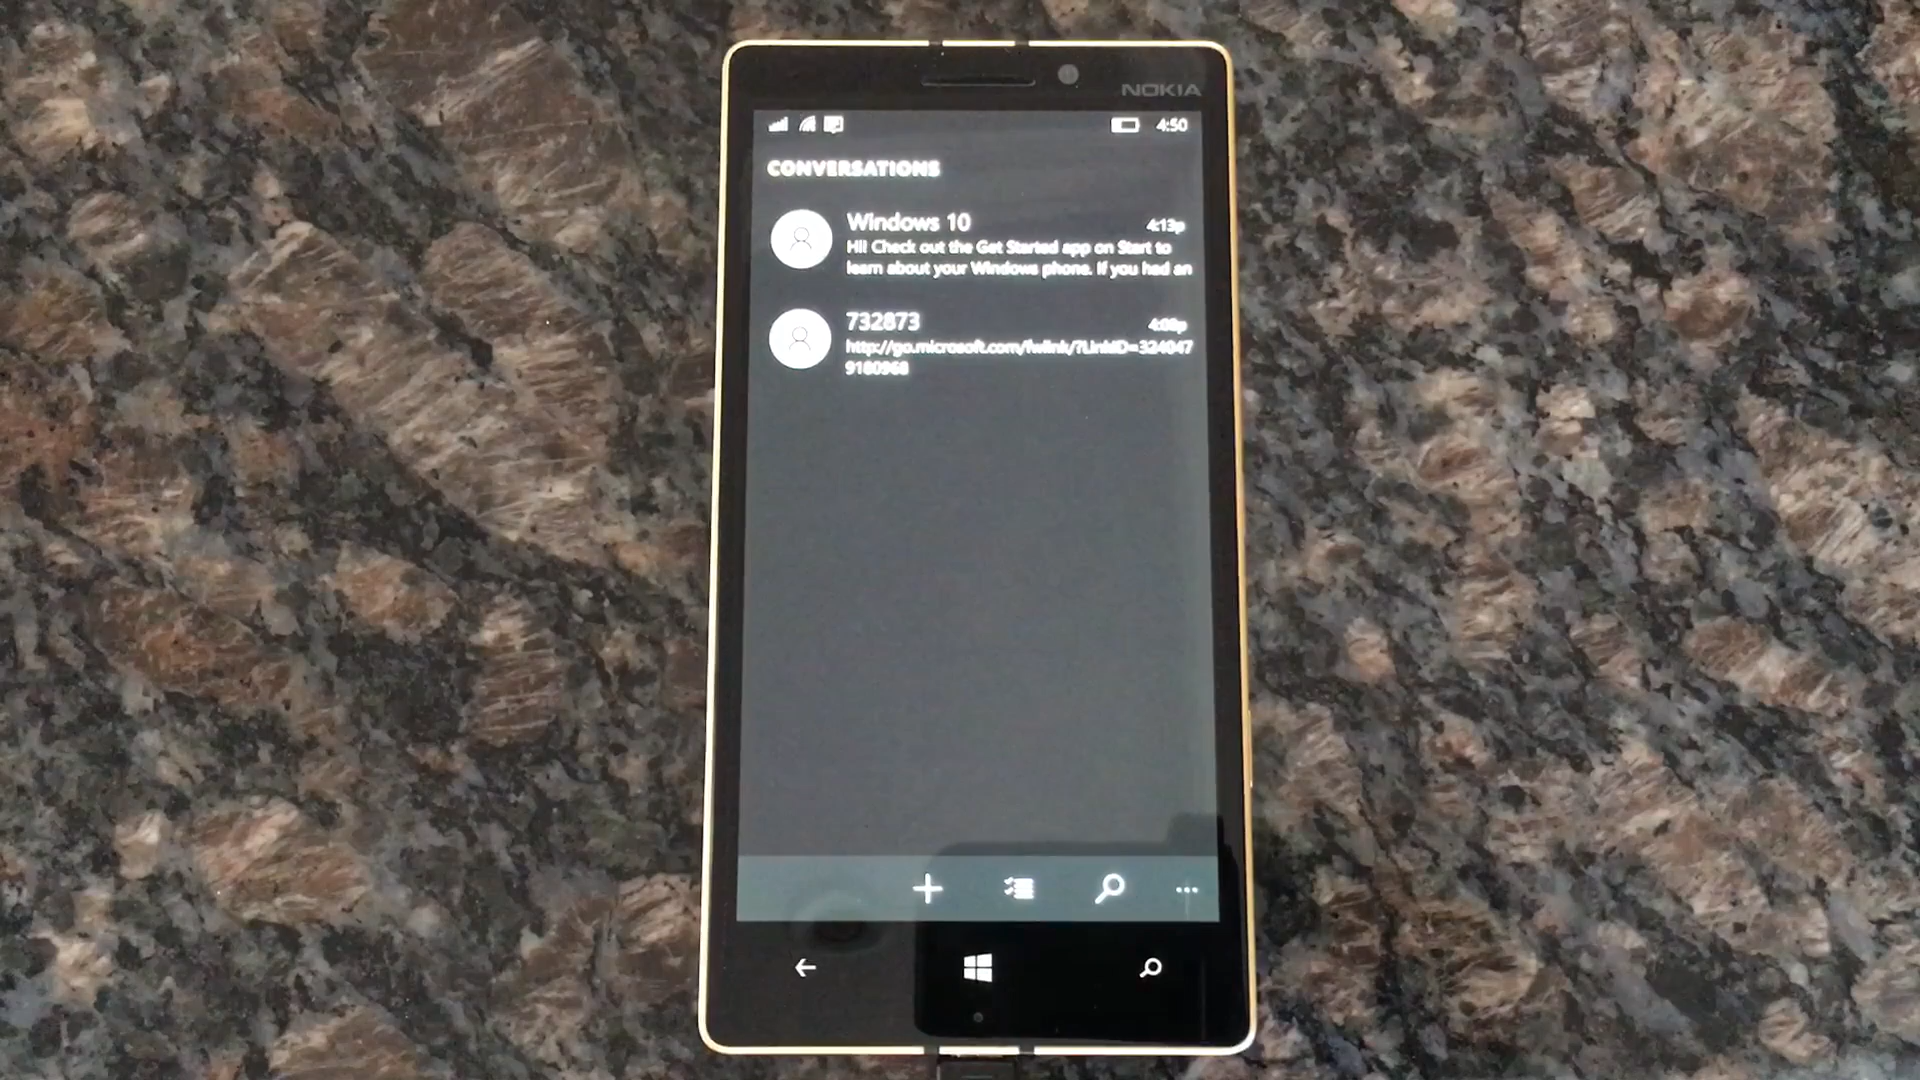 NOKIA
4:50
CONVERSATIONS
Windows 10
4:13p
Hi! Check out the Get Started app on Start to
learn about your Windows phone. If you had an
732873
4:08p
http://go.microsoft.com/fwlink/?LinkID=324047
9180968